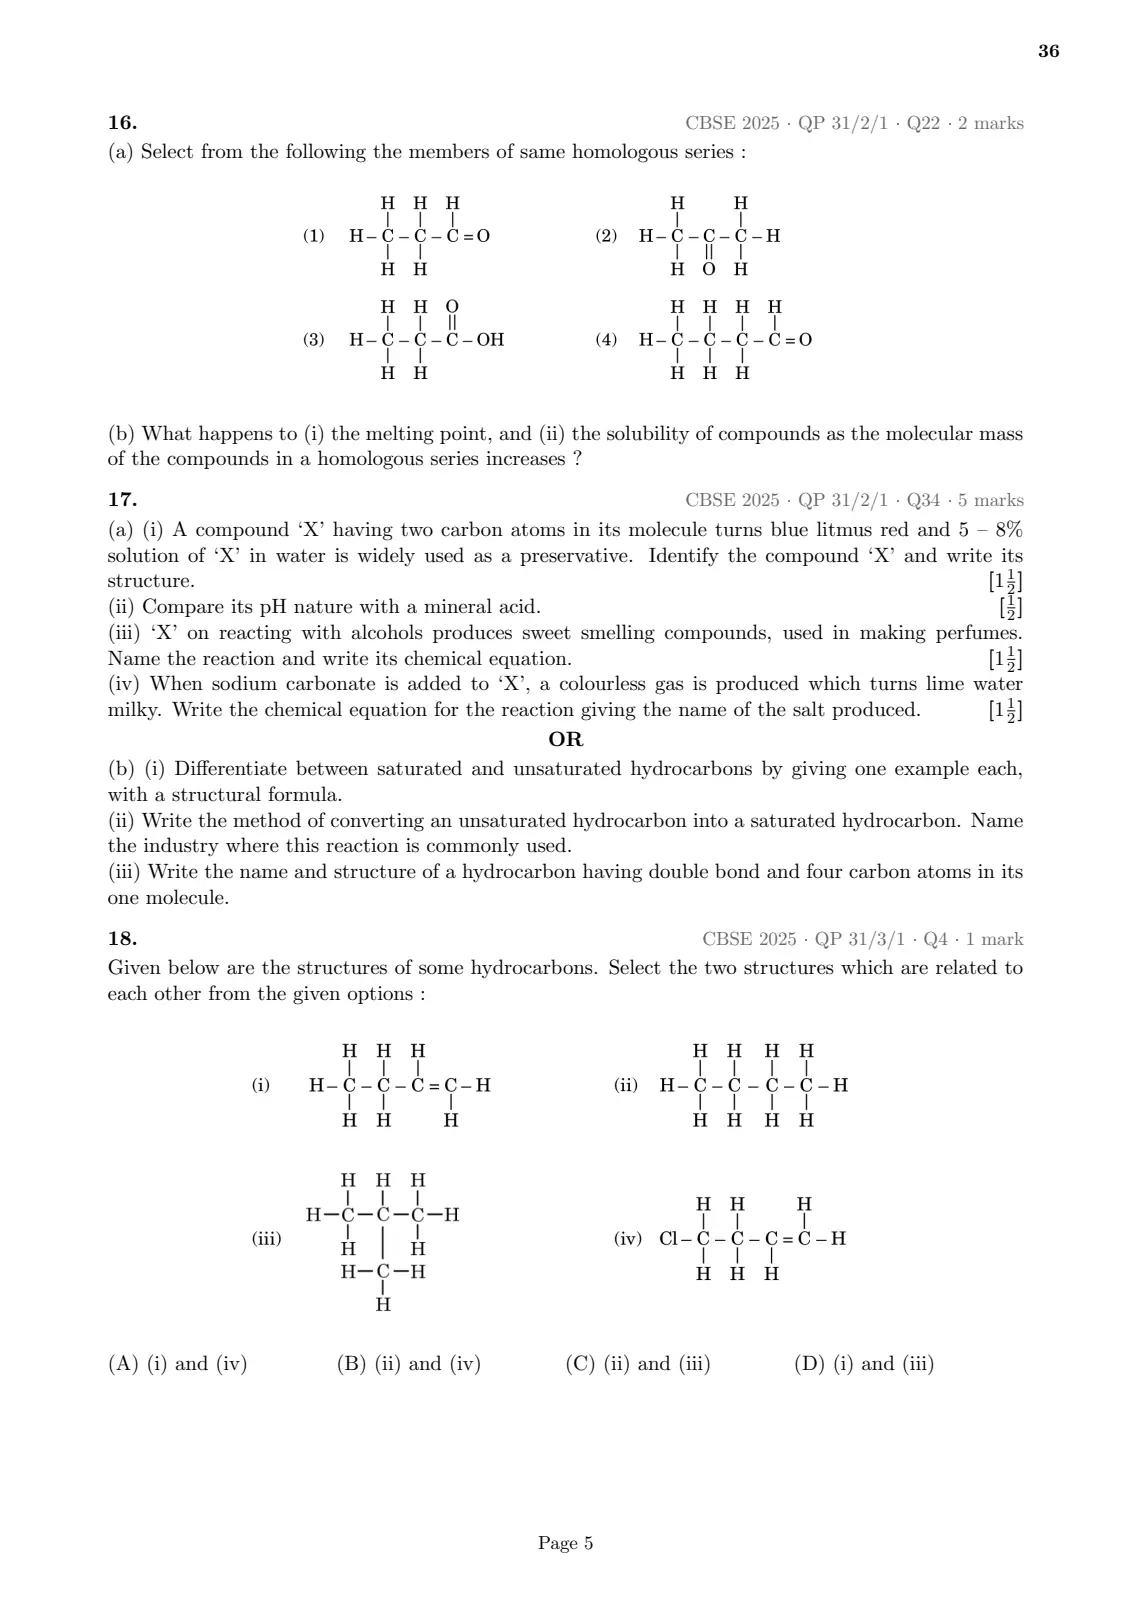 36
16. CBSE 2025 · QP 31/2/1 · Q22 · 2 marks
(a) Select from the following the members of same homologous series :
H H H
| | |
(1) H – C – C – C = O
| |
H H
H H
| |
(2) H – C – C – C – H
| || |
H O H
H H O
| | ||
(3) H – C – C – C – OH
| |
H H
H H H H
| | | |
(4) H – C – C – C – C = O
| | |
H H H
(b) What happens to (i) the melting point, and (ii) the solubility of compounds as the molecular mass
of the compounds in a homologous series increases ?
17. CBSE 2025 · QP 31/2/1 · Q34 · 5 marks
(a) (i) A compound ‘X’ having two carbon atoms in its molecule turns blue litmus red and 5 – 8%
solution of ‘X’ in water is widely used as a preservative. Identify the compound ‘X’ and write its
structure. [1½]
(ii) Compare its pH nature with a mineral acid. [½]
(iii) ‘X’ on reacting with alcohols produces sweet smelling compounds, used in making perfumes.
Name the reaction and write its chemical equation. [1½]
(iv) When sodium carbonate is added to ‘X’, a colourless gas is produced which turns lime water
milky. Write the chemical equation for the reaction giving the name of the salt produced. [1½]
OR
(b) (i) Differentiate between saturated and unsaturated hydrocarbons by giving one example each,
with a structural formula.
(ii) Write the method of converting an unsaturated hydrocarbon into a saturated hydrocarbon. Name
the industry where this reaction is commonly used.
(iii) Write the name and structure of a hydrocarbon having double bond and four carbon atoms in its
one molecule.
18. CBSE 2025 · QP 31/3/1 · Q4 · 1 mark
Given below are the structures of some hydrocarbons. Select the two structures which are related to
each other from the given options :
H H H
| | |
(i) H – C – C – C = C – H
| | |
H H H
H H H H
| | | |
(ii) H – C – C – C – C – H
| | | |
H H H H
H H H
| | |
(iii) H – C – C – C – H
| | |
H H
H – C – H
|
H
H H H
| | |
(iv) Cl – C – C – C = C – H
| | |
H H H
(A) (i) and (iv) (B) (ii) and (iv) (C) (ii) and (iii) (D) (i) and (iii)
Page 5